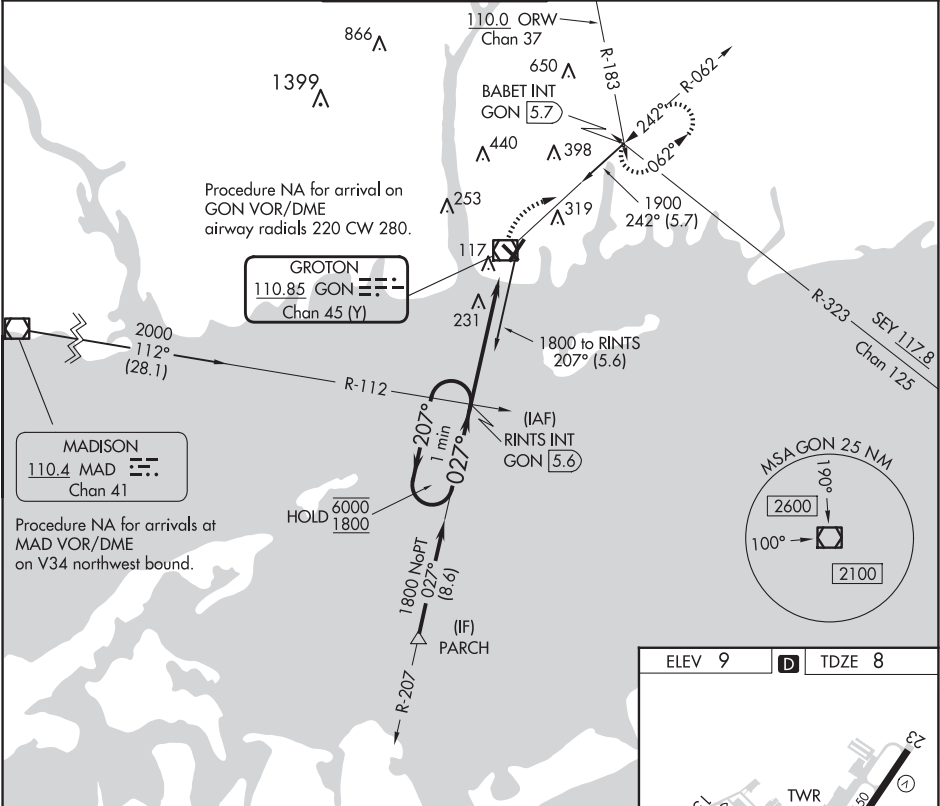 110.0 ORW
Chan 37
866
1399
650
R-183
R-062
BABET INT
GON 5.7
242°
062°
440
398
Procedure NA for arrival on
GON VOR/DME
airway radials 220 CW 280.
253
319
1900
242° (5.7)
117
GROTON
110.85 GON
Chan 45 (Y)
231
R-323
SEY 117.8
Chan 125
2000
112°
(28.1)
1800 to RINTS
207° (5.6)
R-112
(IAF)
RINTS INT
GON 5.6
207°
1 min
027°
MADISON
110.4 MAD
Chan 41
HOLD 6000
1800
Procedure NA for arrivals at
MAD VOR/DME
on V34 northwest bound.
MSA GON 25 NM
190°
2600
100°
2100
1800 NoPT
027°
(8.6)
(IF)
PARCH
R-207
ELEV 9 D TDZE 8
23
V
TWR
50